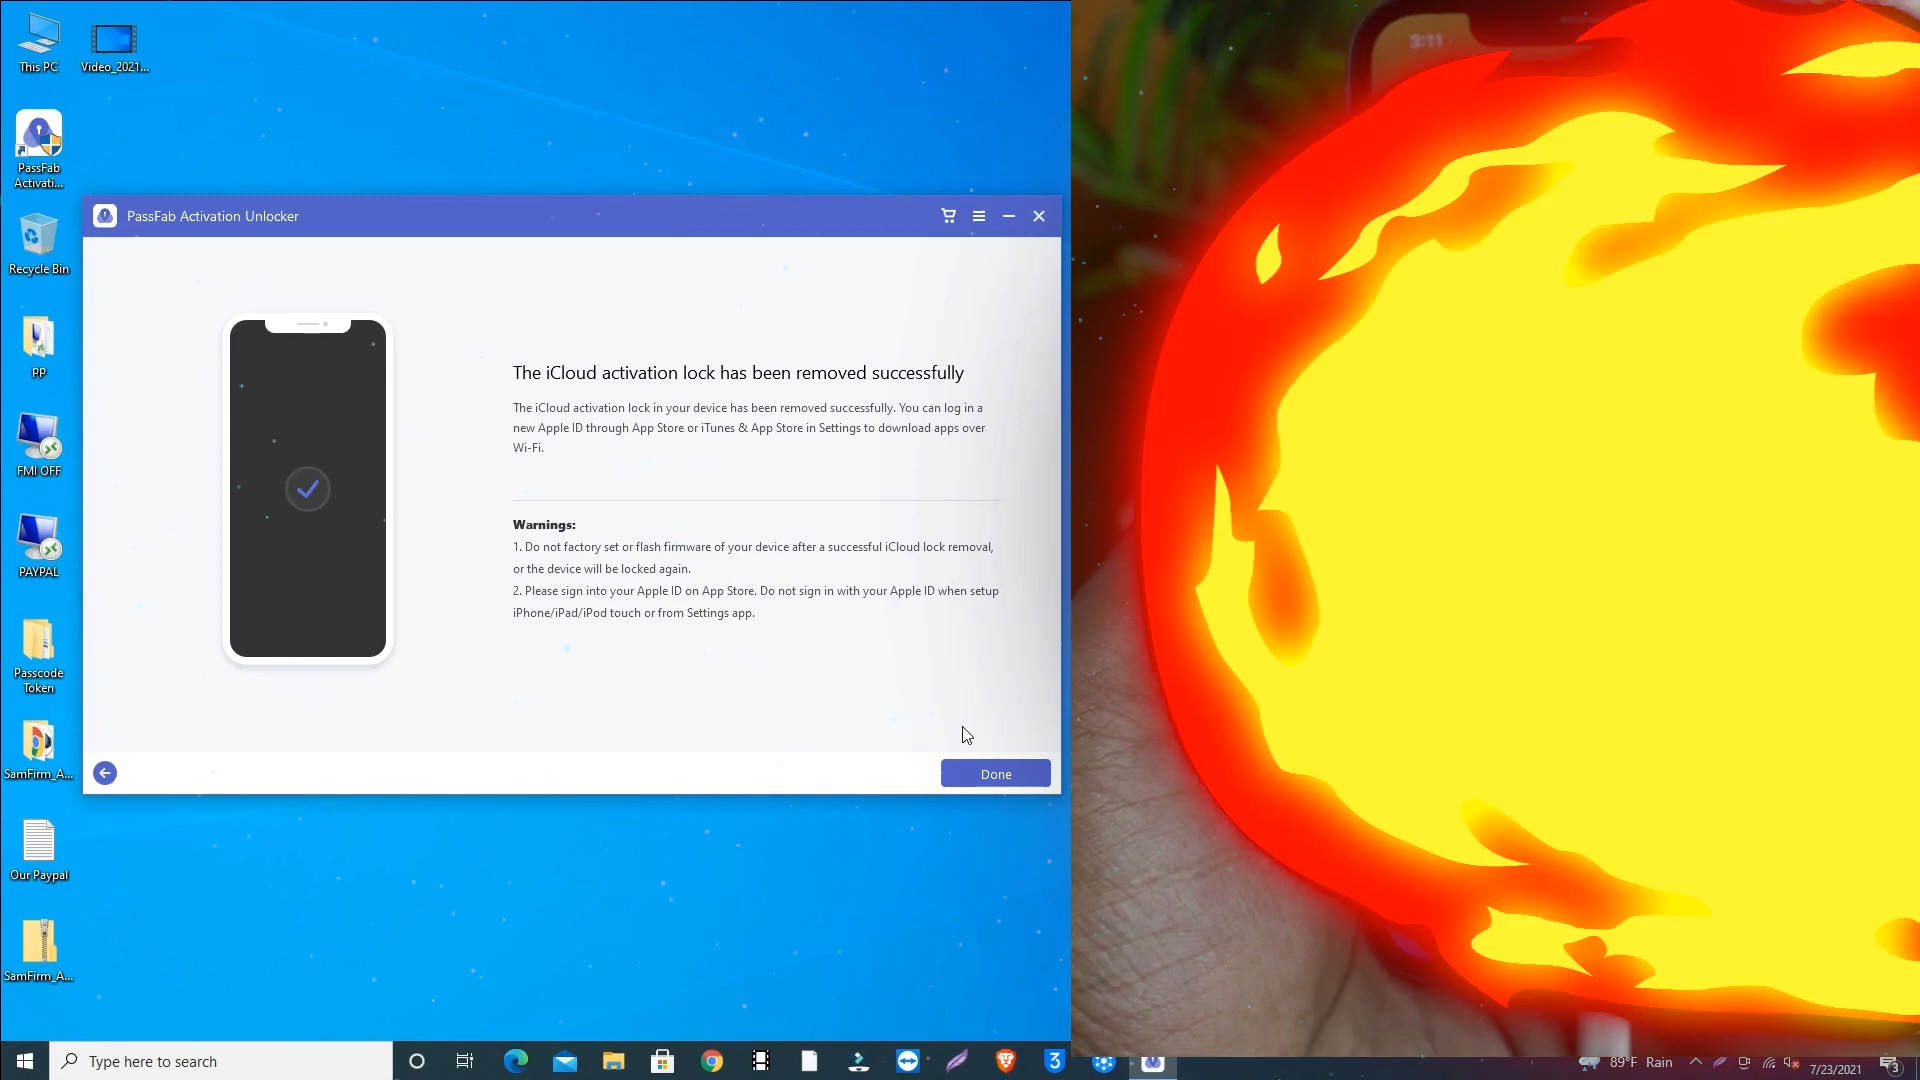 This PC
Video_2021...
PassFab
Activati...
Recycle Bin
pp
FMI OFF
PAYPAL
Passcode
Token
SamFirm_A...
Our Paypal
SamFirm_A...
PassFab Activation Unlocker
The iCloud activation lock has been removed successfully
The iCloud activation lock in your device has been removed successfully. You can log in a
new Apple ID through App Store or iTunes & App Store in Settings to download apps over
Wi-Fi.
Warnings:
1. Do not factory set or flash firmware of your device after a successful iCloud lock removal,
or the device will be locked again.
2. Please sign into your Apple ID on App Store. Do not sign in with your Apple ID when setup
iPhone/iPad/iPod touch or from Settings app.
Done
3:11
Type here to search
3
89°F Rain
7/23/2021
3